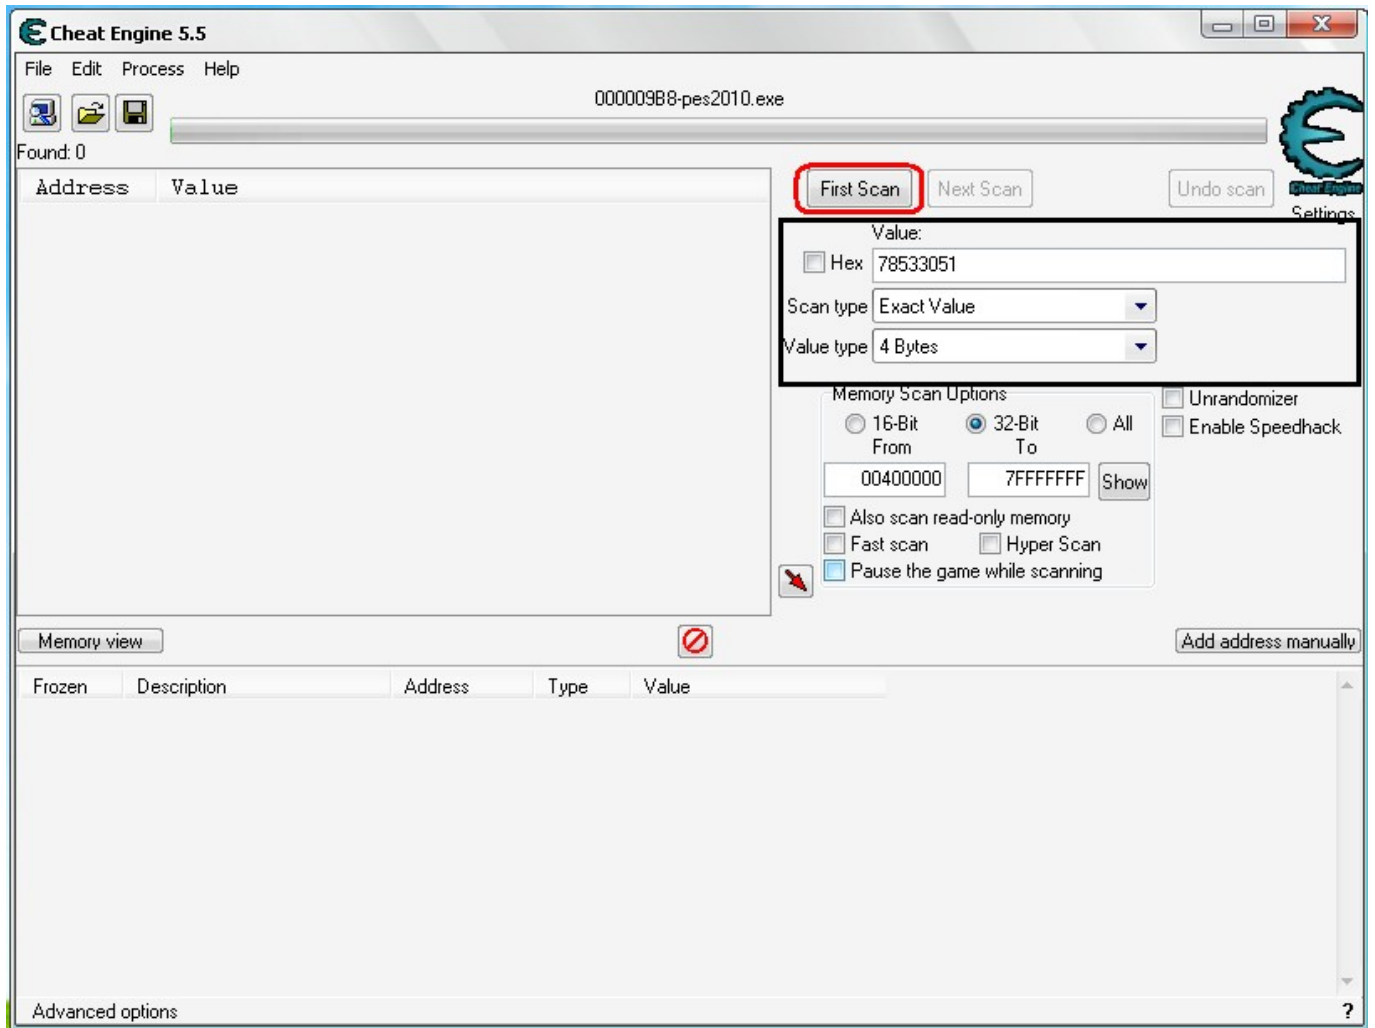 Cheat Engine 5.5
File Edit Process Help
000009B8-pes2010.exe
Found: 0
Address Value
First Scan Next Scan Undo scan
Cheat Engine
Settings
Value:
Hex 78533051
Scan type Exact Value
Value type 4 Bytes
Memory Scan Options
Unrandomizer
16-Bit 32-Bit All
Enable Speedhack
From To
00400000 7FFFFFFF Show
Also scan read-only memory
Fast scan Hyper Scan
Pause the game while scanning
Memory view Add address manually
Frozen Description Address Type Value
Advanced options ?